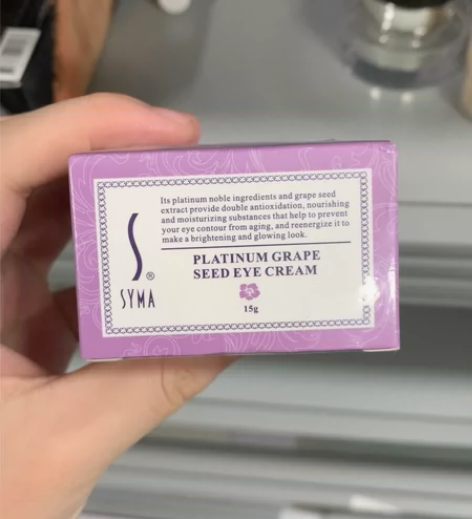 Its platinum noble ingredients and grape seed
extract provide double antioxidation, nourishing
and moisturizing substances that help to prevent
your eye contour from aging, and reenergize it to
make a brightening and glowing look.
PLATINUM GRAPE
SEED EYE CREAM
15g
S®
SYMA